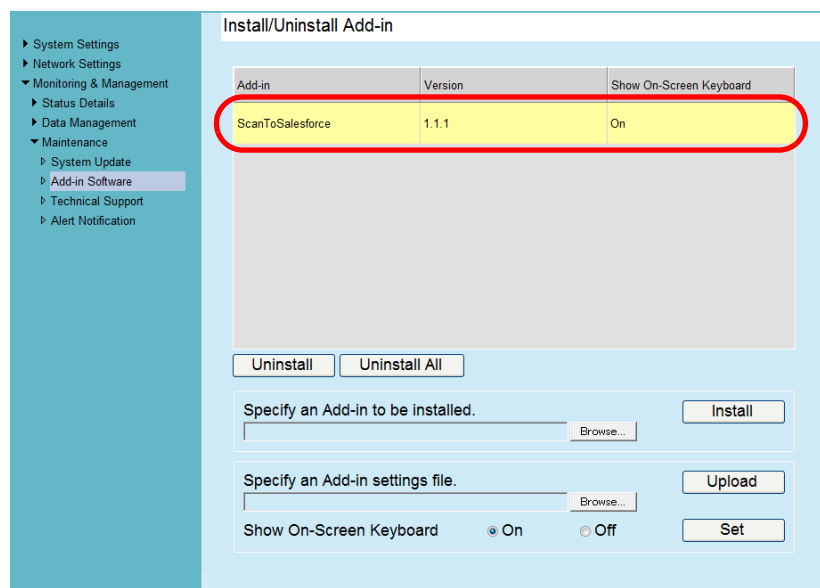 Install/Uninstall Add-in
System Settings
Network Settings
Monitoring & Management
Status Details
Data Management
Maintenance
System Update
Add-in Software
Technical Support
Alert Notification
Add-in Version Show On-Screen Keyboard
ScanToSalesforce 1.1.1 On
Uninstall Uninstall All
Specify an Add-in to be installed. Install
Browse...
Specify an Add-in settings file. Upload
Browse...
Show On-Screen Keyboard On Off Set